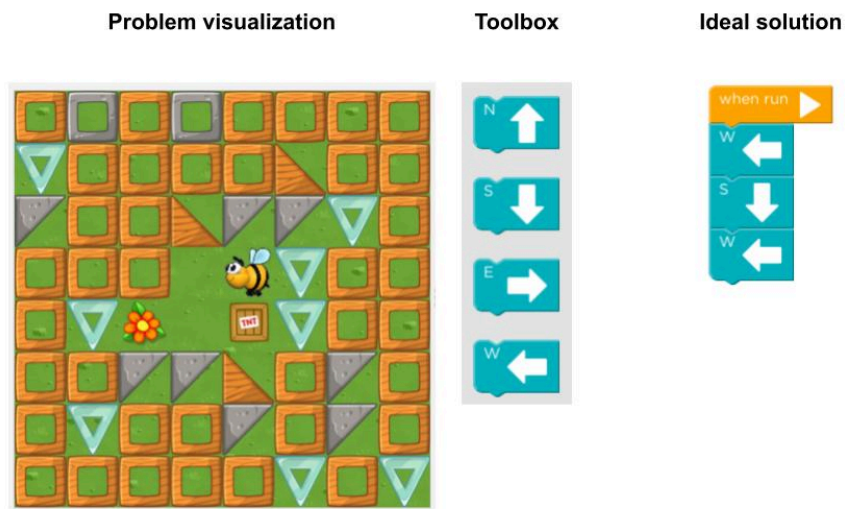 Problem visualization
Toolbox
Ideal solution
N
S
E
W
TNT
when run
W
S
W